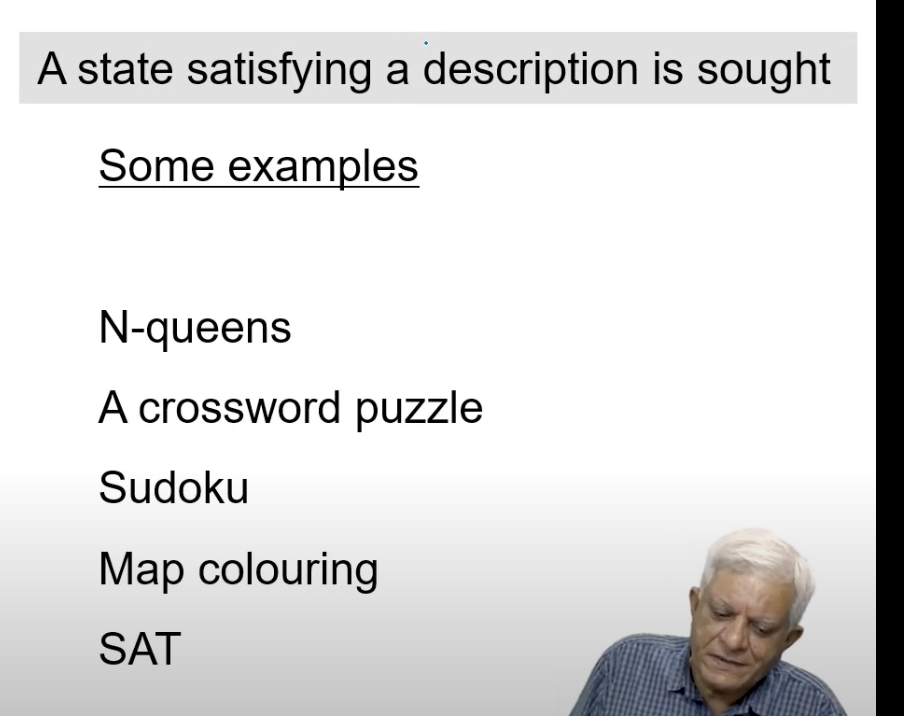 A state satisfying a description is sought
Some examples
N-queens
A crossword puzzle
Sudoku
Map colouring
SAT